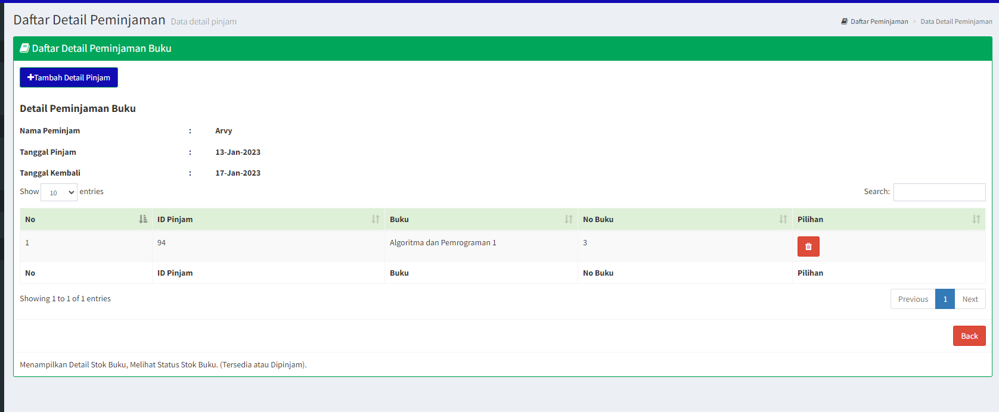 Daftar Detail Peminjaman Data detail pinjam
Daftar Peminjaman > Data Detail Peminjaman
Daftar Detail Peminjaman Buku
+Tambah Detail Pinjam
Detail Peminjaman Buku
Nama Peminjam : Arvy
Tanggal Pinjam : 13-Jan-2023
Tanggal Kembali : 17-Jan-2023
Show 10 entries Search:
No ID Pinjam Buku No Buku Pilihan
1 94 Algoritma dan Pemrograman 1 3
No ID Pinjam Buku No Buku Pilihan
Showing 1 to 1 of 1 entries Previous 1 Next
Back
Menampilkan Detail Stok Buku, Melihat Status Stok Buku. (Tersedia atau Dipinjam).